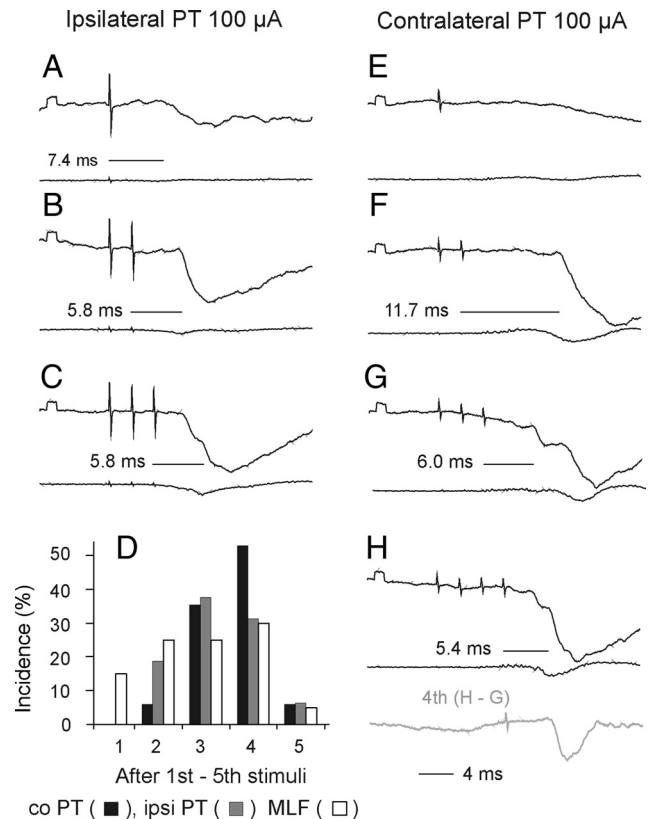 Ipsilateral PT 100 µA
Contralateral PT 100 µA
A
7.4 ms
B
5.8 ms
C
5.8 ms
D
Incidence (%)
50
40
30
20
10
0
1 2 3 4 5
After 1st - 5th stimuli
co PT ( ), ipsi PT ( ) MLF ( )
E
F
11.7 ms
G
6.0 ms
H
5.4 ms
4th (H - G)
4 ms